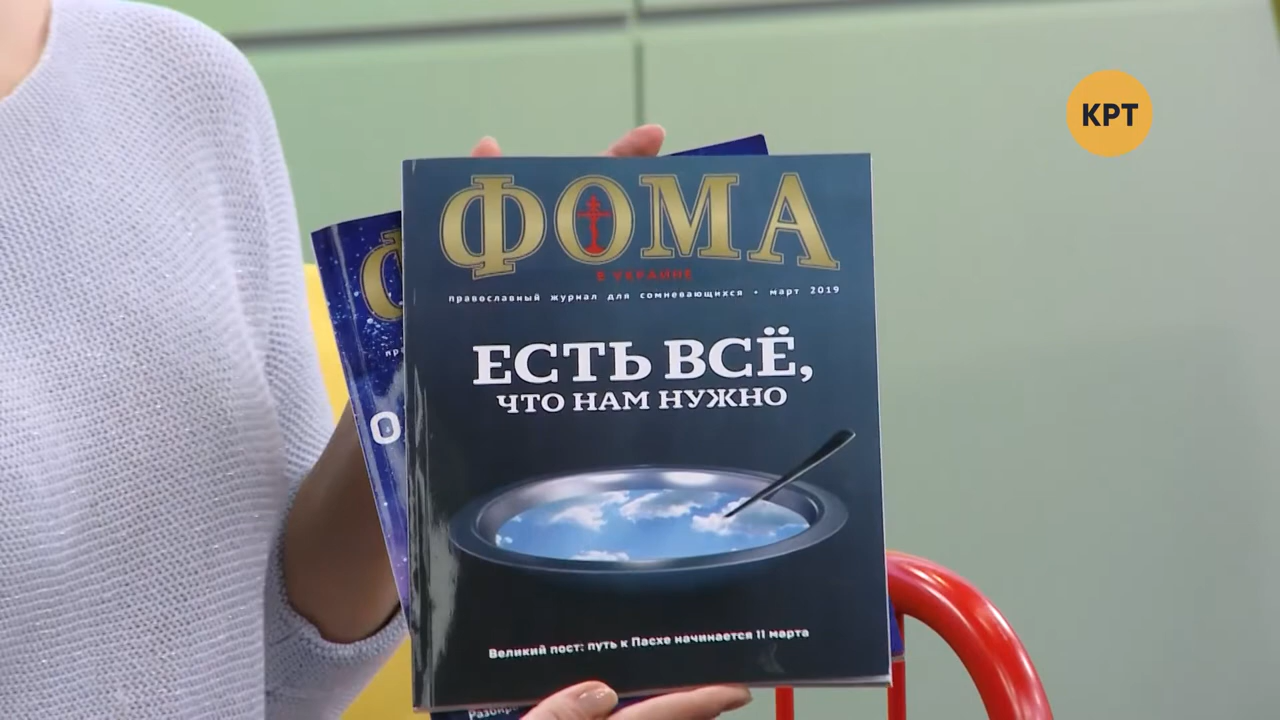 КРТ
ФОМА
В УКРАИНЕ
православный журнал для сомневающихся • март 2019
ЕСТЬ ВСЁ,
ЧТО НАМ НУЖНО
Великий пост: путь к Пасхе начинается 11 марта